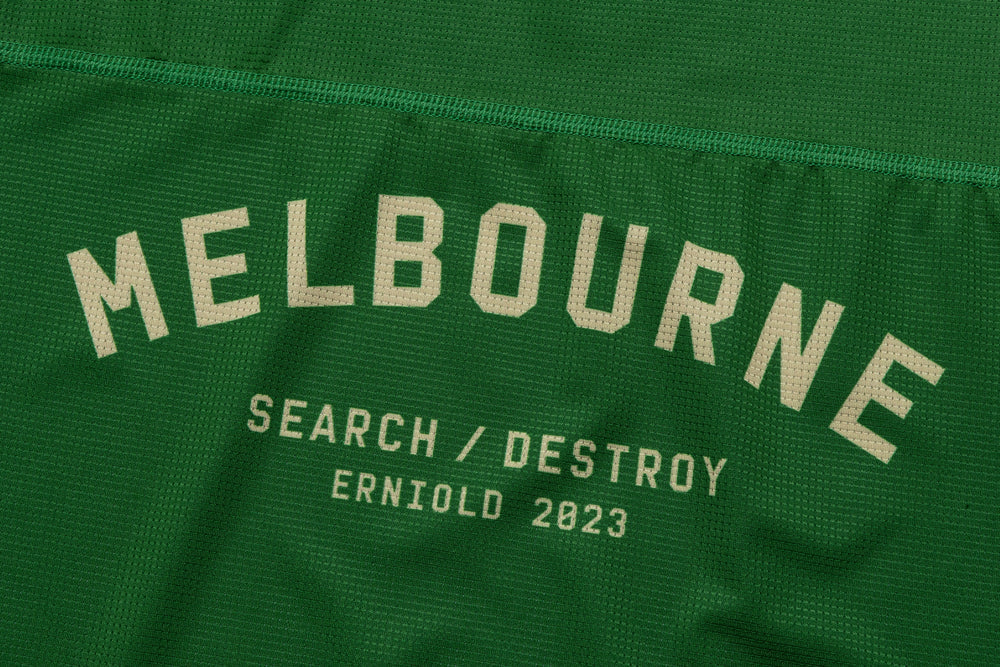 MELBOURNE
SEARCH / DESTROY
ERNIOLD 2023